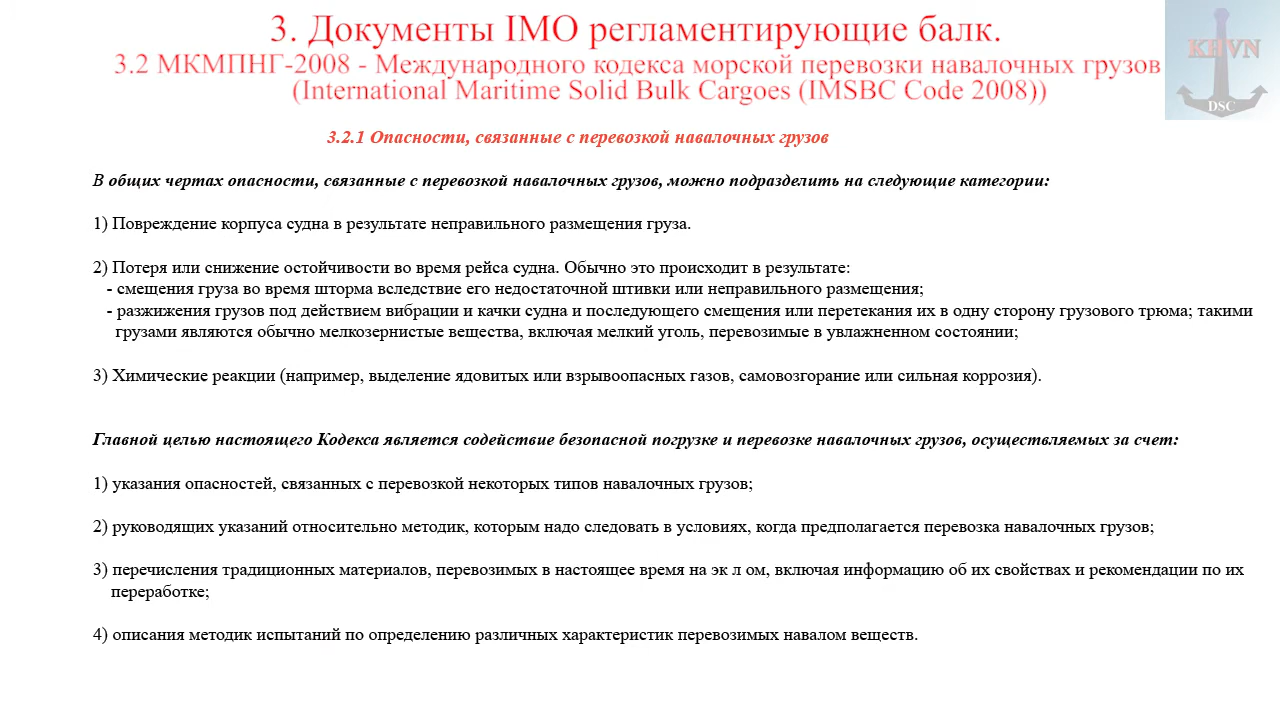 3. Документы IMO регламентирующие балк.
3.2 МКМПНГ-2008 - Международного кодекса морской перевозки навалочных грузов
(International Maritime Solid Bulk Cargoes (IMSBC Code 2008))
KHVN
DSC
3.2.1 Опасности, связанные с перевозкой навалочных грузов
В общих чертах опасности, связанные с перевозкой навалочных грузов, можно подразделить на следующие категории:
1) Повреждение корпуса судна в результате неправильного размещения груза.
2) Потеря или снижение остойчивости во время рейса судна. Обычно это происходит в результате:
- смещения груза во время шторма вследствие его недостаточной штивки или неправильного размещения;
- разжижения грузов под действием вибрации и качки судна и последующего смещения или перетекания их в одну сторону грузового трюма; такими
грузами являются обычно мелкозернистые вещества, включая мелкий уголь, перевозимые в увлажненном состоянии;
3) Химические реакции (например, выделение ядовитых или взрывоопасных газов, самовозгорание или сильная коррозия).
Главной целью настоящего Кодекса является содействие безопасной погрузке и перевозке навалочных грузов, осуществляемых за счет:
1) указания опасностей, связанных с перевозкой некоторых типов навалочных грузов;
2) руководящих указаний относительно методик, которым надо следовать в условиях, когда предполагается перевозка навалочных грузов;
3) перечисления традиционных материалов, перевозимых в настоящее время на эк л ом, включая информацию об их свойствах и рекомендации по их
переработке;
4) описания методик испытаний по определению различных характеристик перевозимых навалом веществ.